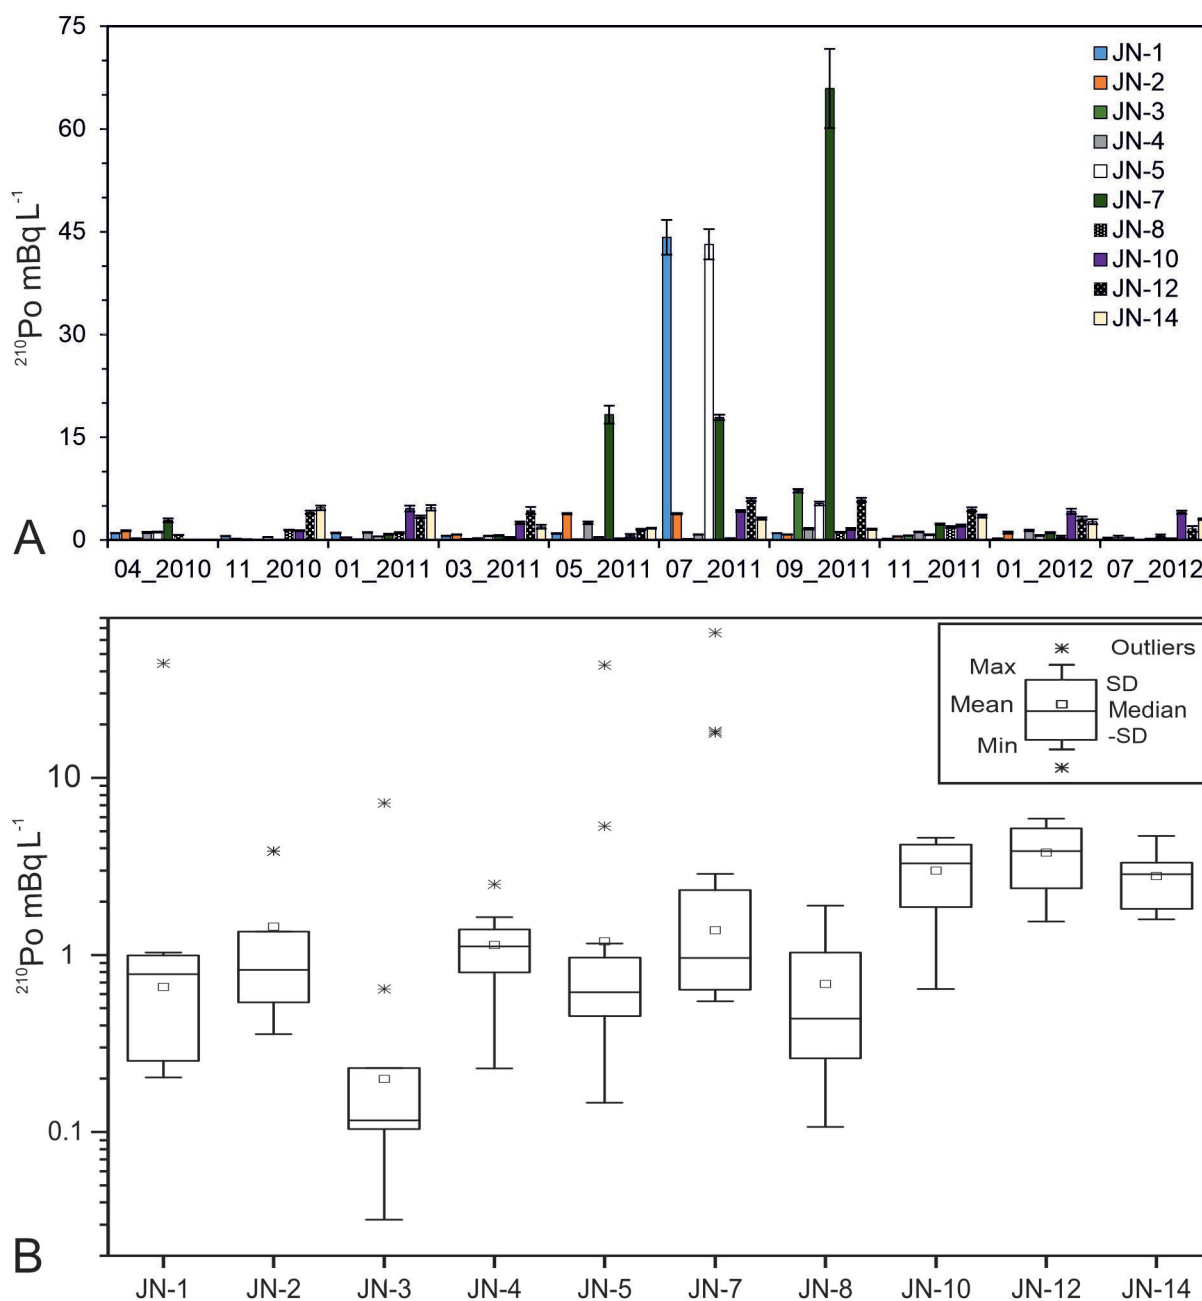 75
60
45
30
15
0
²¹⁰Po mBq L⁻¹
JN-1
JN-2
JN-3
JN-4
JN-5
JN-7
JN-8
JN-10
JN-12
JN-14
A
04_2010 11_2010 01_2011 03_2011 05_2011 07_2011 09_2011 11_2011 01_2012 07_2012
Outliers
Max
SD
Mean
Median
Min
-SD
10
1
0.1
²¹⁰Po mBq L⁻¹
B
JN-1 JN-2 JN-3 JN-4 JN-5 JN-7 JN-8 JN-10 JN-12 JN-14